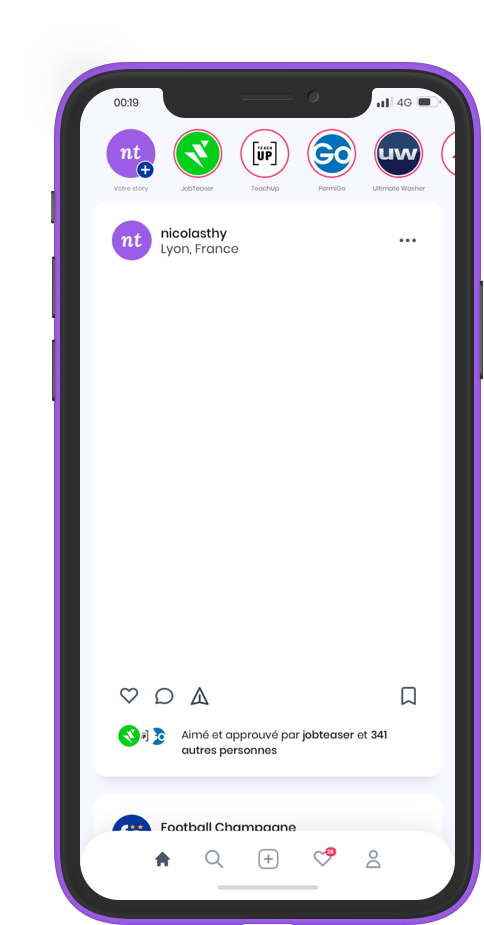 00:19
4G
nt
TEACH
UP
GO
uw
Votre story
JobTeaser
TeachUp
PermiGo
Ultimate Washer
nt
nicolasthy
Lyon, France
Aimé et approuvé par jobteaser et 341
autres personnes
Football Champagne
28